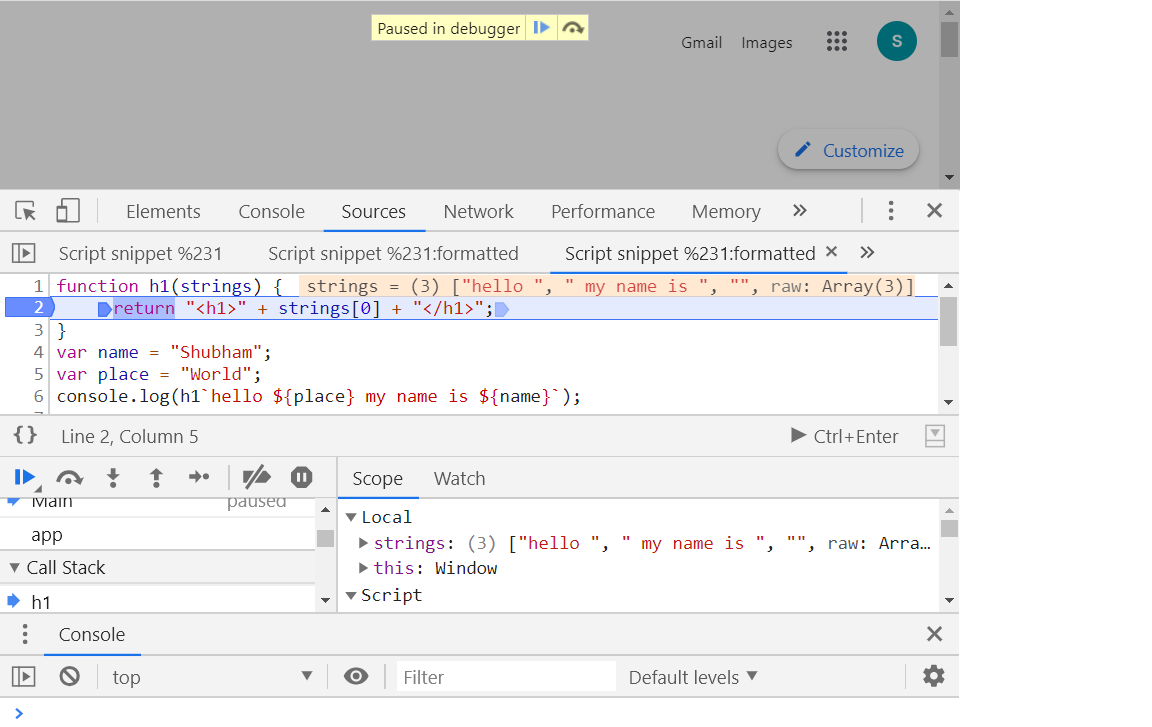 Paused in debugger
Gmail Images S
Customize
Elements Console Sources Network Performance Memory
Script snippet %231 Script snippet %231:formatted Script snippet %231:formatted
1 function h1(strings) { strings = (3) ["hello ", " my name is ", "", raw: Array(3)]
2 return "<h1>" + strings[0] + "</h1>";
3 }
4 var name = "Shubham";
5 var place = "World";
6 console.log(h1`hello ${place} my name is ${name}`);
{} Line 2, Column 5 Ctrl+Enter
Scope Watch
Main paused
app
Call Stack
h1
Local
strings: (3) ["hello ", " my name is ", "", raw: Arra…
this: Window
Script
Console
top Filter Default levels